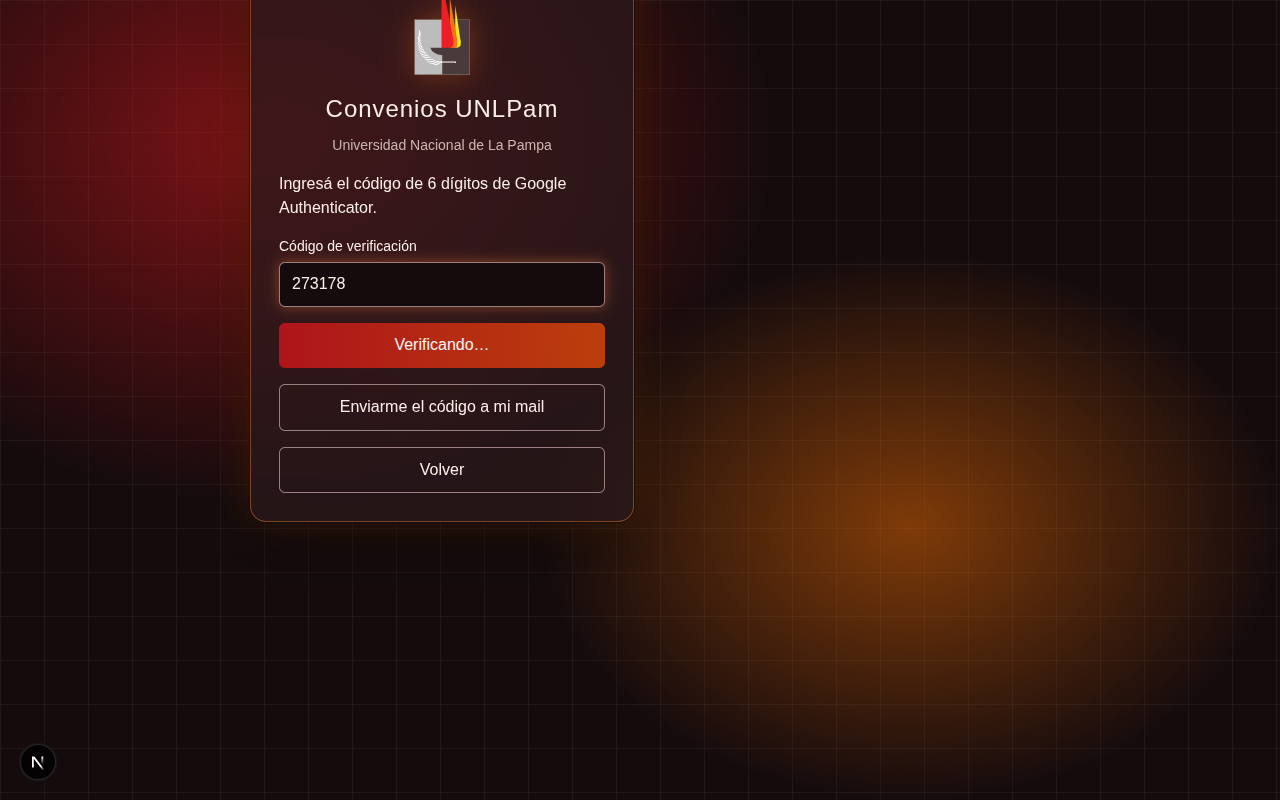 Convenios UNLPam
Universidad Nacional de La Pampa
Ingresá el código de 6 dígitos de Google
Authenticator.
Código de verificación
273178
Verificando…
Enviarme el código a mi mail
Volver
N